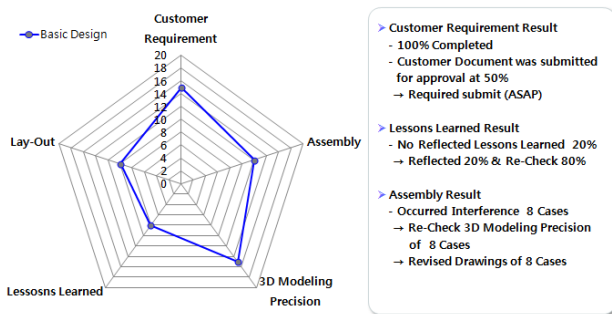 Customer
Requirement
Basic Design
20
18
16
14
12
10
8
6
4
2
0
Lay-Out
Assembly
Lessosns Learned
3D Modeling
Precision
Customer Requirement Result
- 100% Completed
- Customer Document was submitted
for approval at 50%
→ Required submit (ASAP)
Lessons Learned Result
- No Reflected Lessons Learned 20%
→ Reflected 20% & Re-Check 80%
Assembly Result
- Occurred Interference 8 Cases
→ Re-Check 3D Modeling Precision
of 8 Cases
→ Revised Drawings of 8 Cases